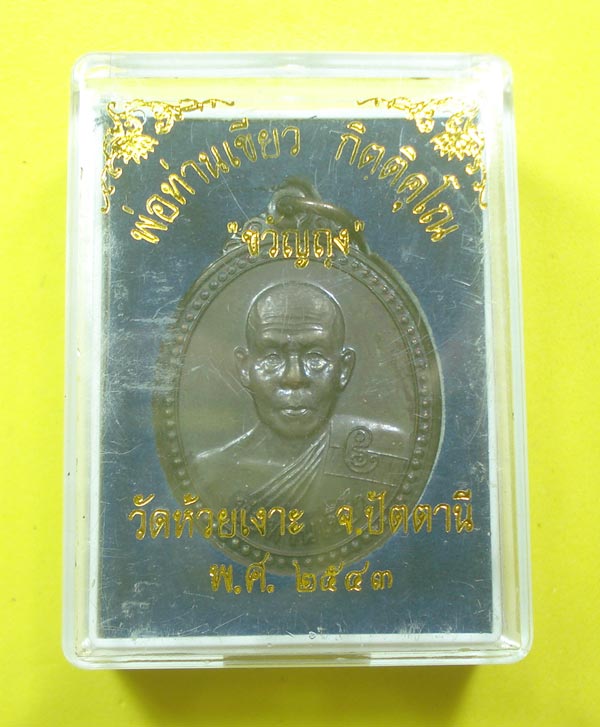 พ่อท่านเขียว กิตฺติคุโณ
"ขวัญถุง"
วัดห้วยเงาะ จ.ปัตตานี
พ.ศ. ๒๕๔๓